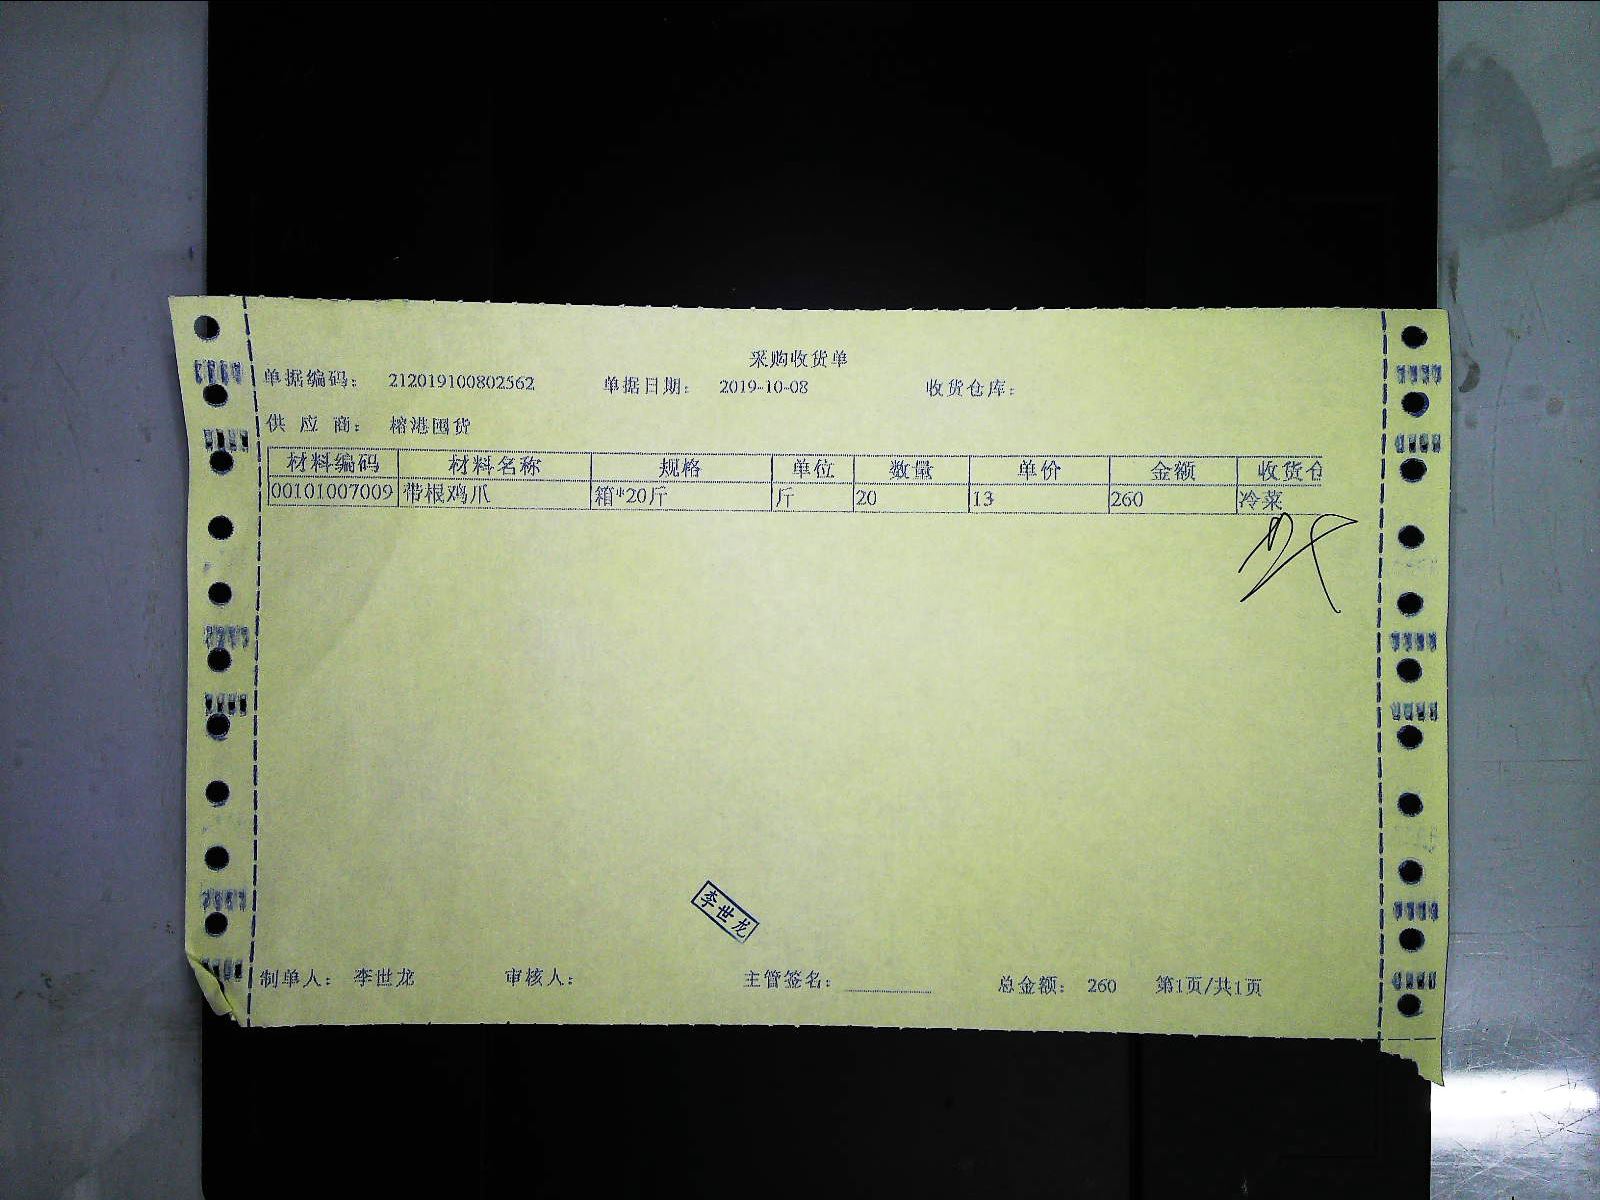 采购收货单
单据编码： 212019100802562 单据日期： 2019-10-08 收货仓库：
供 应 商： 榕港囤货
材料编码 材料名称 规格 单位 数量 单价 金额 收货仓
00101007009 带根鸡爪 箱*20斤 斤 20 13 260 冷菜
李世龙
制单人： 李世龙 审核人： 主管签名： 总金额： 260 第1页/共1页